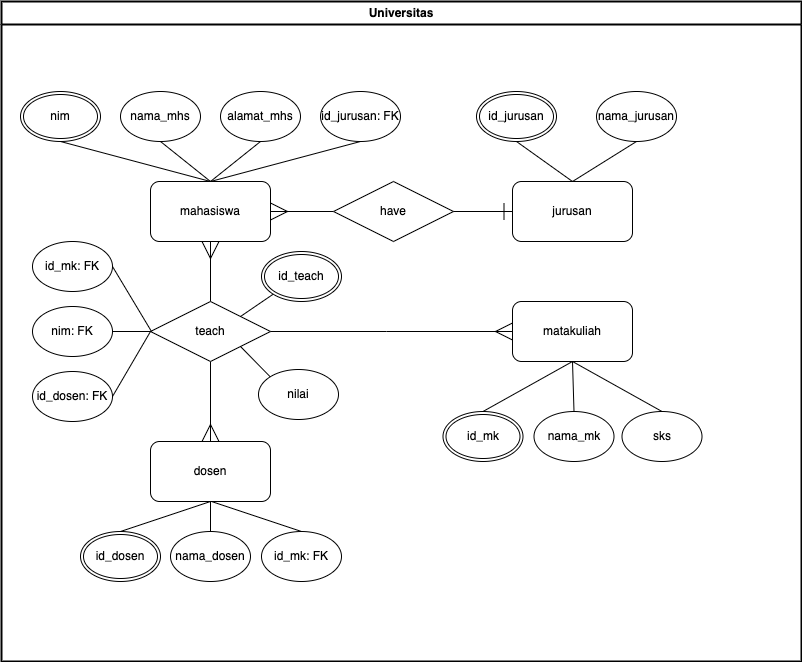 Universitas
nim
nama_mhs
alamat_mhs
id_jurusan: FK
id_jurusan
nama_jurusan
mahasiswa
have
jurusan
id_mk: FK
id_teach
nim: FK
teach
matakuliah
id_dosen: FK
nilai
id_mk
nama_mk
sks
dosen
id_dosen
nama_dosen
id_mk: FK